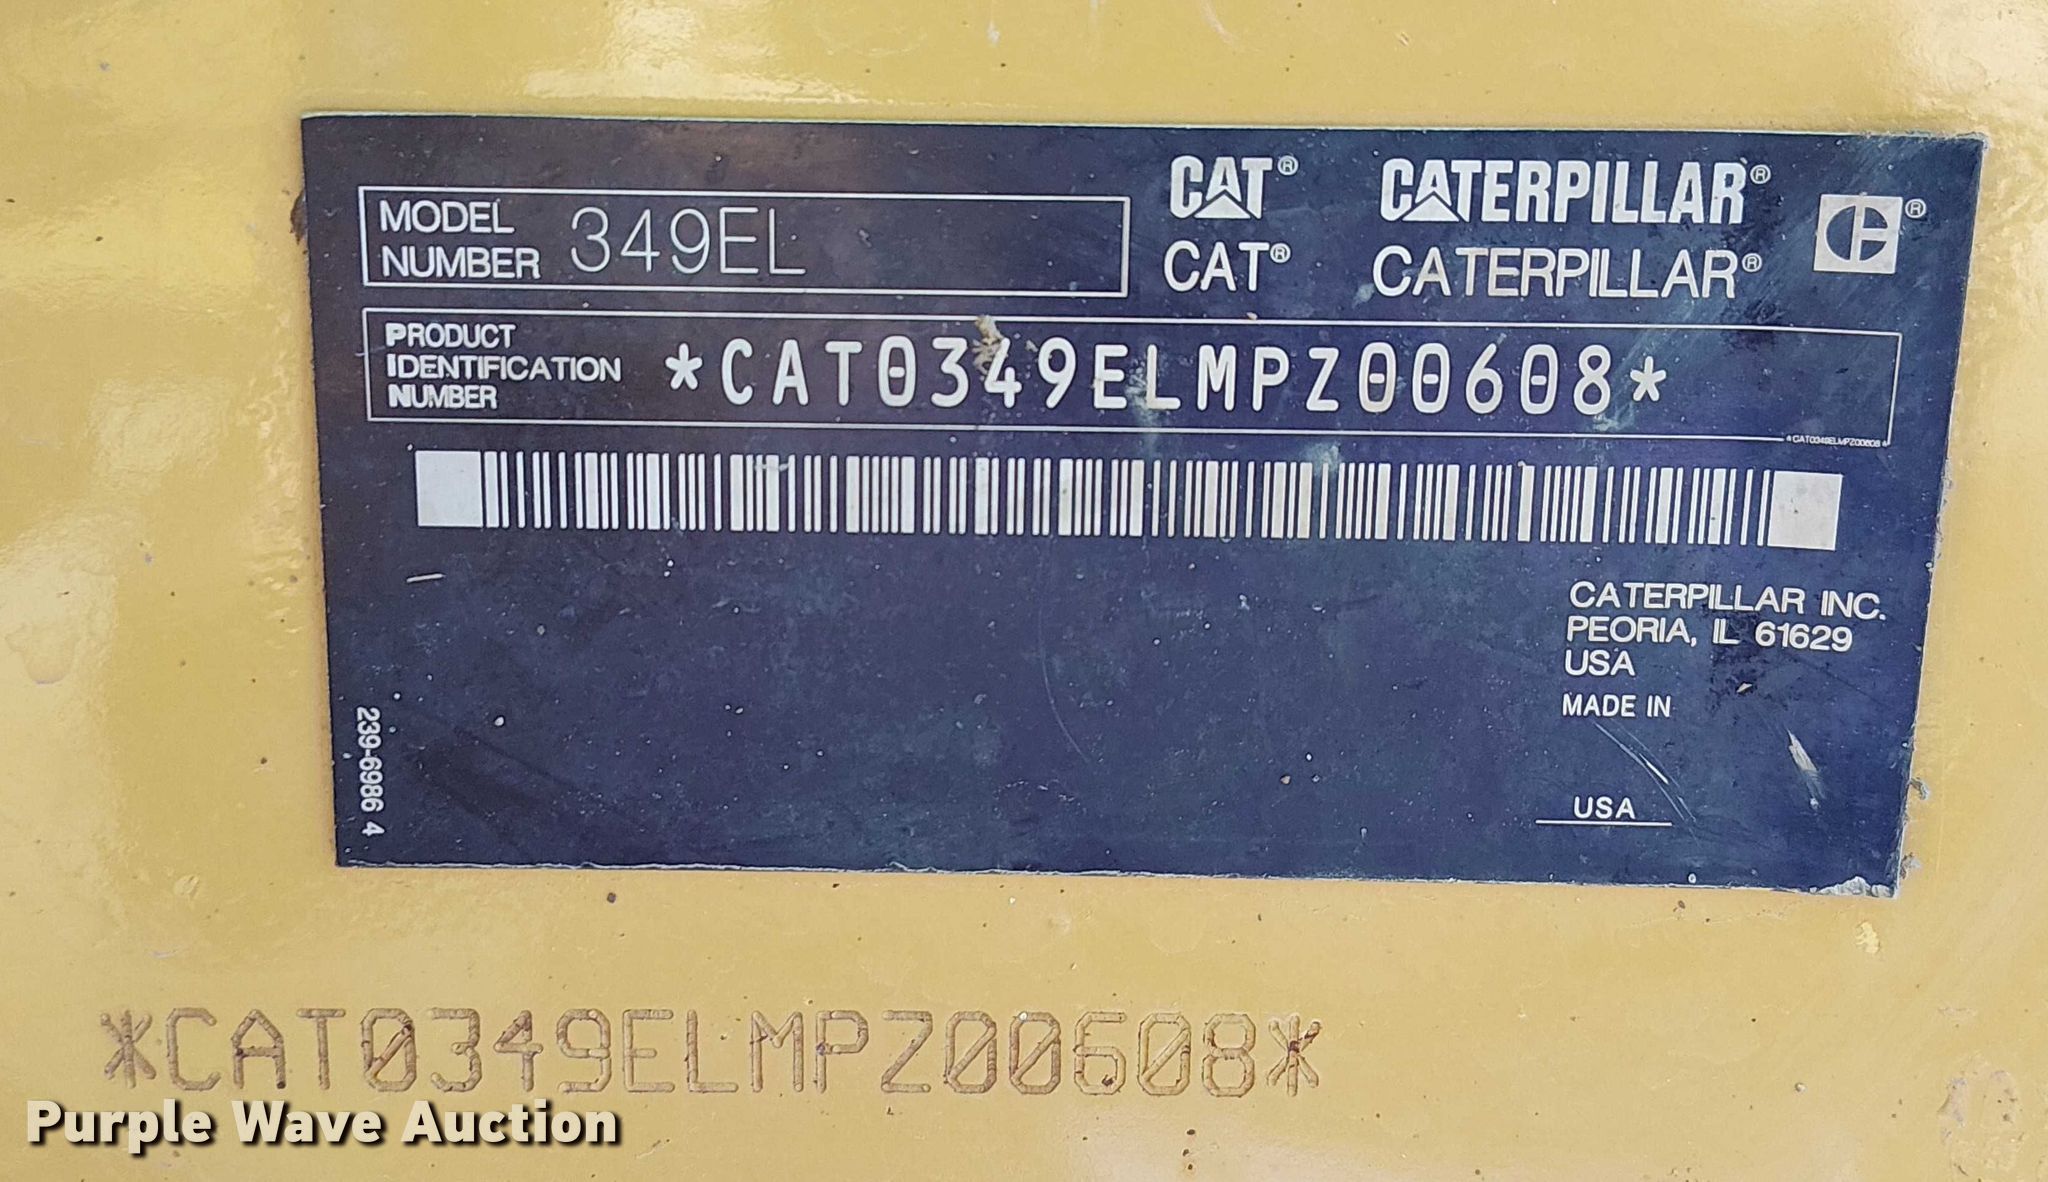 MODEL NUMBER 349EL
CAT® CATERPILLAR® ®
CAT® CATERPILLAR®
PRODUCT IDENTIFICATION NUMBER *CAT0349ELMPZ00608*
*CAT0349ELMPZ00608*
CATERPILLAR INC.
PEORIA, IL 61629
USA
MADE IN
USA
239-6986 4
*CAT0349ELMPZ00608*
Purple Wave Auction